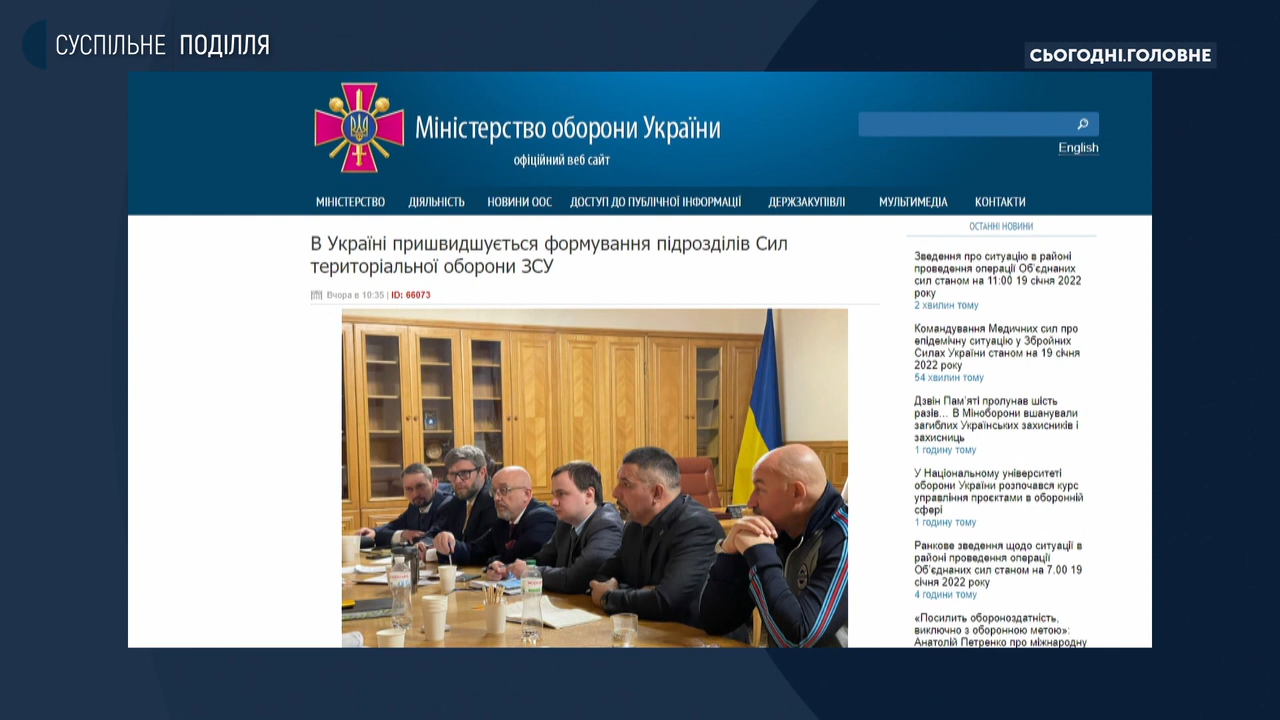 СУСПІЛЬНЕ ПОДІЛЛЯ
СЬОГОДНІ.ГОЛОВНЕ
Міністерство оборони України
офіційний веб сайт
English
МІНІСТЕРСТВО ДІЯЛЬНІСТЬ НОВИНИ ООС ДОСТУП ДО ПУБЛІЧНОЇ ІНФОРМАЦІЇ ДЕРЖЗАКУПІВЛІ МУЛЬТИМЕДІА КОНТАКТИ
В Україні пришвидшується формування підрозділів Сил
територіальної оборони ЗСУ
Вчора в 10:35 | ID: 66073
ОСТАННІ НОВИНИ
Зведення про ситуацію в районі
проведення операції Об'єднаних
сил станом на 11:00 19 січня 2022
року
2 хвилин тому
Командування Медичних сил про
епідемічну ситуацію у Збройних
Силах України станом на 19 січня
2022 року
54 хвилин тому
Дзвін Пам'яті пролунав шість
разів... В Міноборони вшанували
загиблих Українських захисників і
захисниць
1 годину тому
У Національному університеті
оборони України розпочався курс
управління проєктами в оборонній
сфері
1 годину тому
Ранкове зведення щодо ситуації в
районі проведення операції
Об'єднаних сил станом на 7.00 19
січня 2022 року
4 години тому
«Посилить обороноздатність,
виключно з оборонною метою»:
Анатолій Петренко про міжнародну